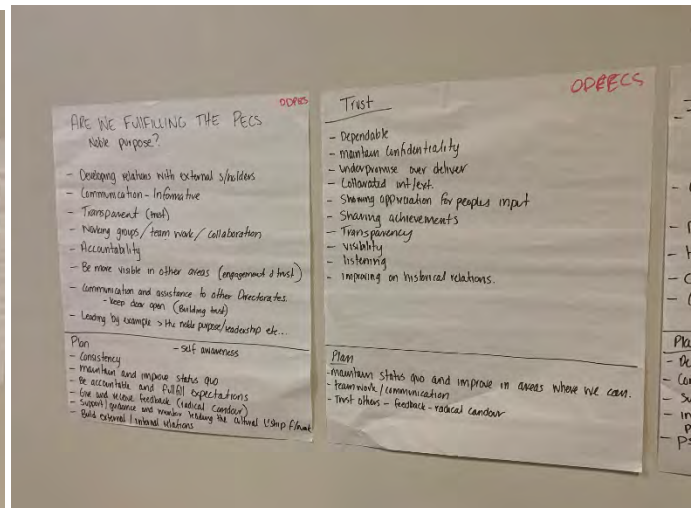 ODPECS
ARE WE FULFILLING THE PECS
Noble purpose?
- Developing relations with external s/holders
- Communication - Informative
- Transparent
- Working groups / team work / collaboration
- Accountability
- Be more visible in other areas (engagement & trust)
- Communication and assistance to other Directorates.
- keep door open (Building trust)
- Leading by example > the noble purpose/leadership etc...
Plan
- self awareness
- Consistency
- maintain and improve status quo
- Be accountable and fulfill expectations
- Give and receive feedback (radical candour)
- Support/guidance and monitor leading the cultural L'ship f/work
- Build external / internal relations
ODPECS
Trust
- Dependable
- maintain confidentiality
- underpromise over deliver
- int/ext.
- Showing appreciation for peoples input
- Sharing achievements
- Transparency
- visibility
- listening
- improving on historical relations.
Plan
- maintain status quo and improve in areas where we can.
- teamwork / communication
- Trust others - feedback - radical candour